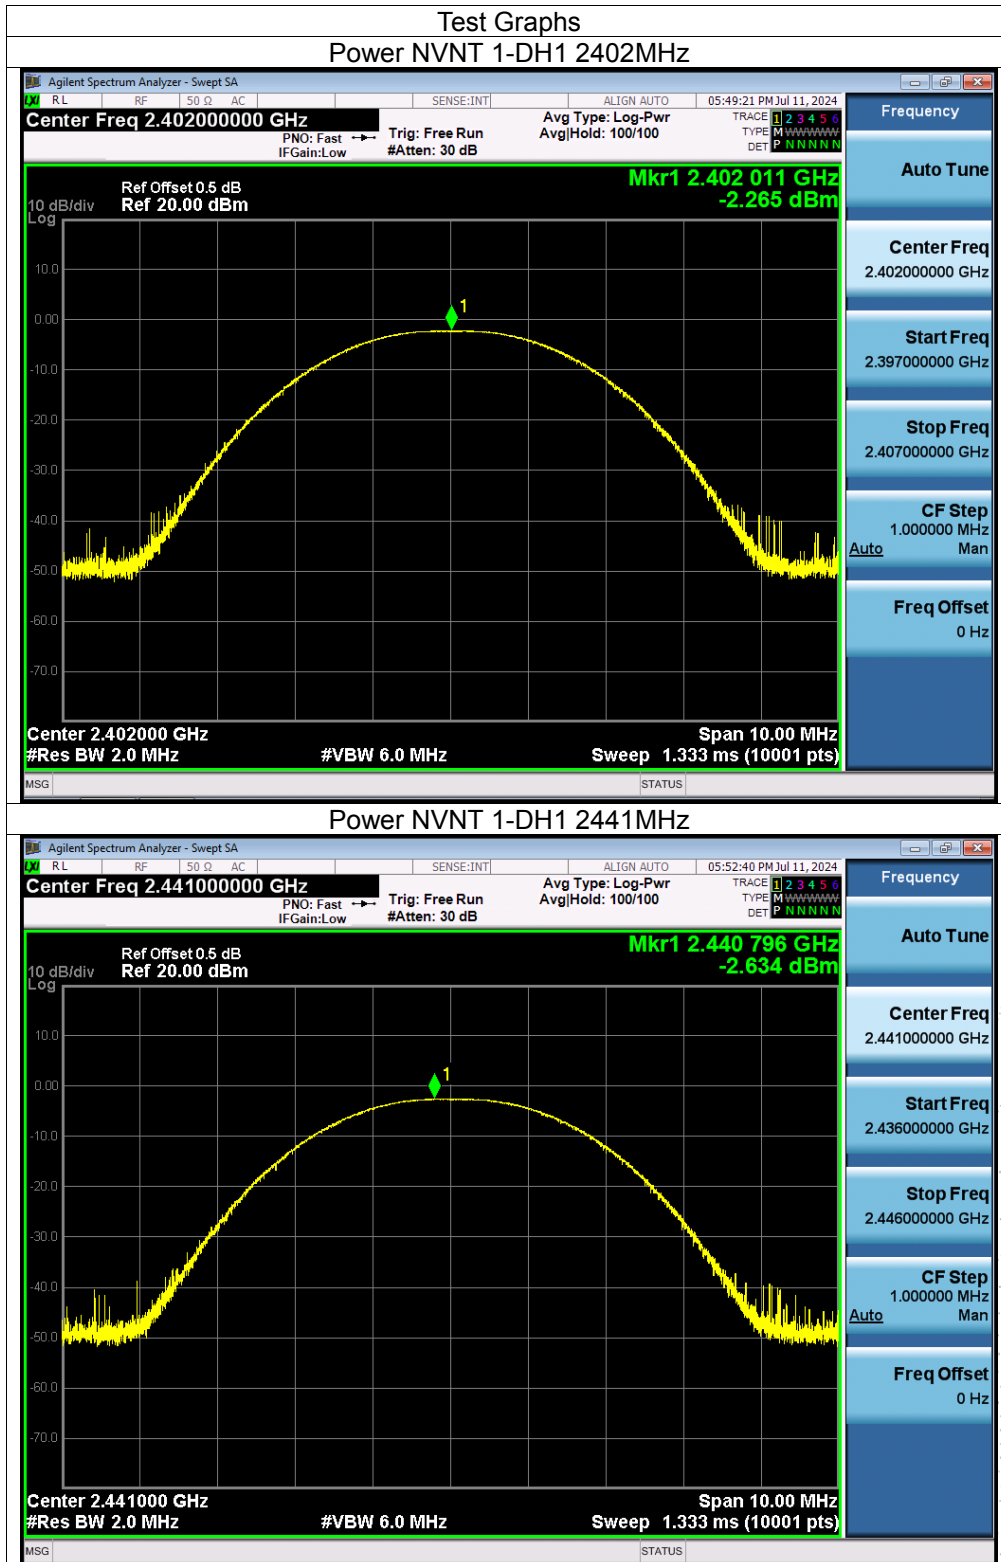 Test Graphs
Power NVNT 1-DH1 2402MHz
Agilent Spectrum Analyzer - Swept SA
LXI RL RF 50 Ω AC SENSE:INT ALIGN AUTO 05:49:21 PM Jul 11, 2024
Center Freq 2.402000000 GHz
PNO: Fast
IFGain:Low
Trig: Free Run
#Atten: 30 dB
Avg Type: Log-Pwr
Avg|Hold: 100/100
TRACE 1 2 3 4 5 6
TYPE M W W W W W
DET P N N N N N
Frequency
Auto Tune
Center Freq
2.402000000 GHz
Start Freq
2.397000000 GHz
Stop Freq
2.407000000 GHz
CF Step
1.000000 MHz
Auto Man
Freq Offset
0 Hz
Mkr1 2.402 011 GHz
-2.265 dBm
Ref Offset 0.5 dB
10 dB/div Ref 20.00 dBm
Log
10.0
1
0.00
-10.0
-20.0
-30.0
-40.0
-50.0
-60.0
-70.0
Center 2.402000 GHz Span 10.00 MHz
#Res BW 2.0 MHz #VBW 6.0 MHz Sweep 1.333 ms (10001 pts)
MSG STATUS
Power NVNT 1-DH1 2441MHz
Agilent Spectrum Analyzer - Swept SA
LXI RL RF 50 Ω AC SENSE:INT ALIGN AUTO 05:52:40 PM Jul 11, 2024
Center Freq 2.441000000 GHz
PNO: Fast
IFGain:Low
Trig: Free Run
#Atten: 30 dB
Avg Type: Log-Pwr
Avg|Hold: 100/100
TRACE 1 2 3 4 5 6
TYPE M W W W W W
DET P N N N N N
Frequency
Auto Tune
Center Freq
2.441000000 GHz
Start Freq
2.436000000 GHz
Stop Freq
2.446000000 GHz
CF Step
1.000000 MHz
Auto Man
Freq Offset
0 Hz
Mkr1 2.440 796 GHz
-2.634 dBm
Ref Offset 0.5 dB
10 dB/div Ref 20.00 dBm
Log
10.0
1
0.00
-10.0
-20.0
-30.0
-40.0
-50.0
-60.0
-70.0
Center 2.441000 GHz Span 10.00 MHz
#Res BW 2.0 MHz #VBW 6.0 MHz Sweep 1.333 ms (10001 pts)
MSG STATUS